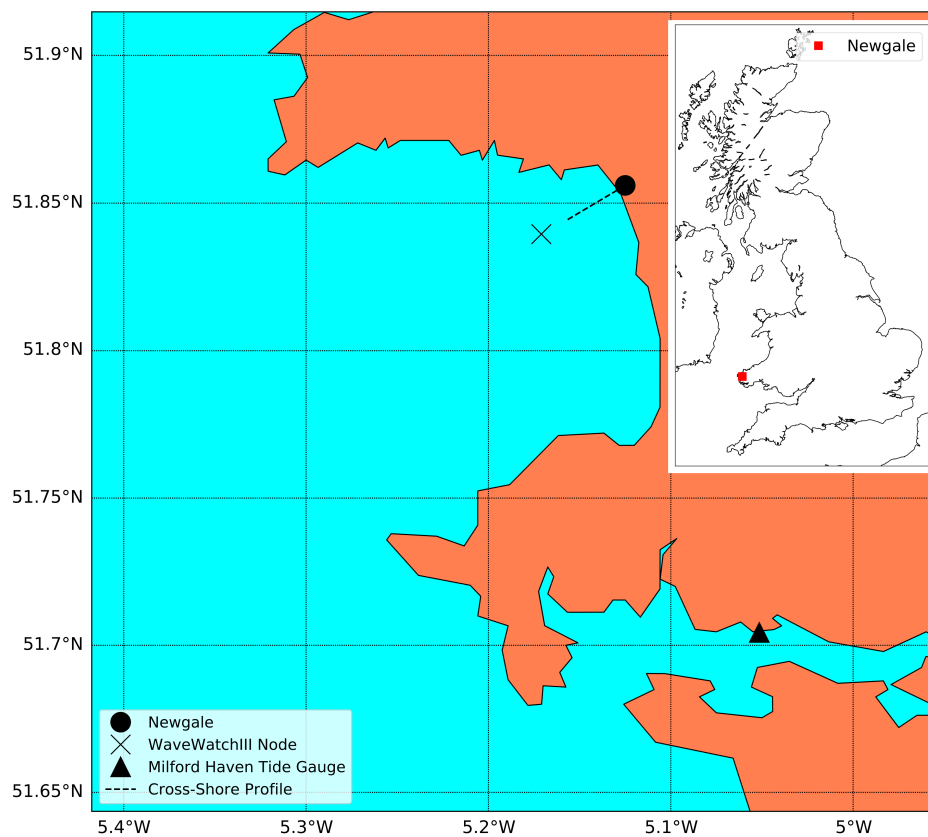 51.9°N
51.85°N
51.8°N
51.75°N
51.7°N
51.65°N
Newgale
Newgale
WaveWatchIII Node
Milford Haven Tide Gauge
Cross-Shore Profile
5.4°W
5.3°W
5.2°W
5.1°W
5°W